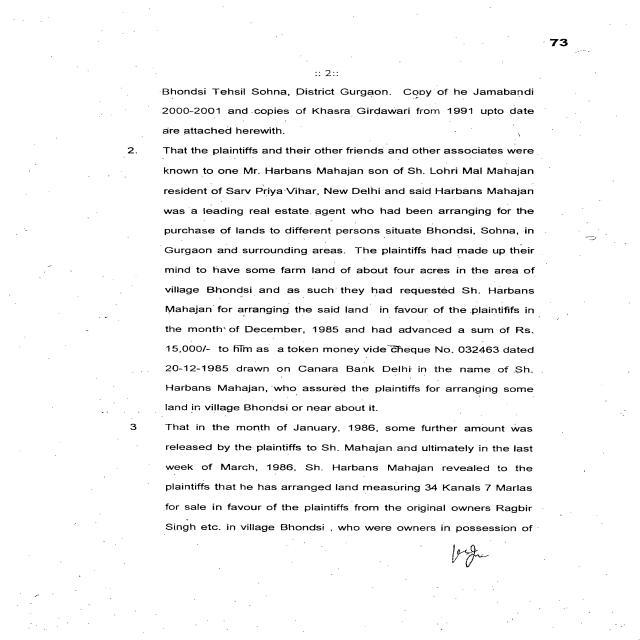 73
:: 2::
Bhondsi Tehsil Sohna, District Gurgaon. Copy of he Jamabandi
2000-2001 and copies of Khasra Girdawari from 1991 upto date
are attached herewith.
2. That the plaintiffs and their other friends and other associates were
known to one Mr. Harbans Mahajan son of Sh. Lohri Mal Mahajan
resident of Sarv Priya Vihar, New Delhi and said Harbans Mahajan
was a leading real estate agent who had been arranging for the
purchase of lands to different persons situate Bhondsi, Sohna, in
Gurgaon and surrounding areas. The plaintiffs had made up their
mind to have some farm land of about four acres in the area of
village Bhondsi and as such they had requested Sh. Harbans
Mahajan for arranging the said land in favour of the plaintififs in
the month of December, 1985 and had advanced a sum of Rs.
15,000/- to him as a token money vide cheque No. 032463 dated
20-12-1985 drawn on Canara Bank Delhi in the name of Sh.
Harbans Mahajan, who assured the plaintiffs for arranging some
land in village Bhondsi or near about it.
3 That in the month of January, 1986, some further amount was
released by the plaintiffs to Sh. Mahajan and ultimately in the last
week of March, 1986, Sh. Harbans Mahajan revealed to the
plaintiffs that he has arranged land measuring 34 Kanals 7 Marlas
for sale in favour of the plaintiffs from the original owners Ragbir
Singh etc. in village Bhondsi , who were owners in possession of